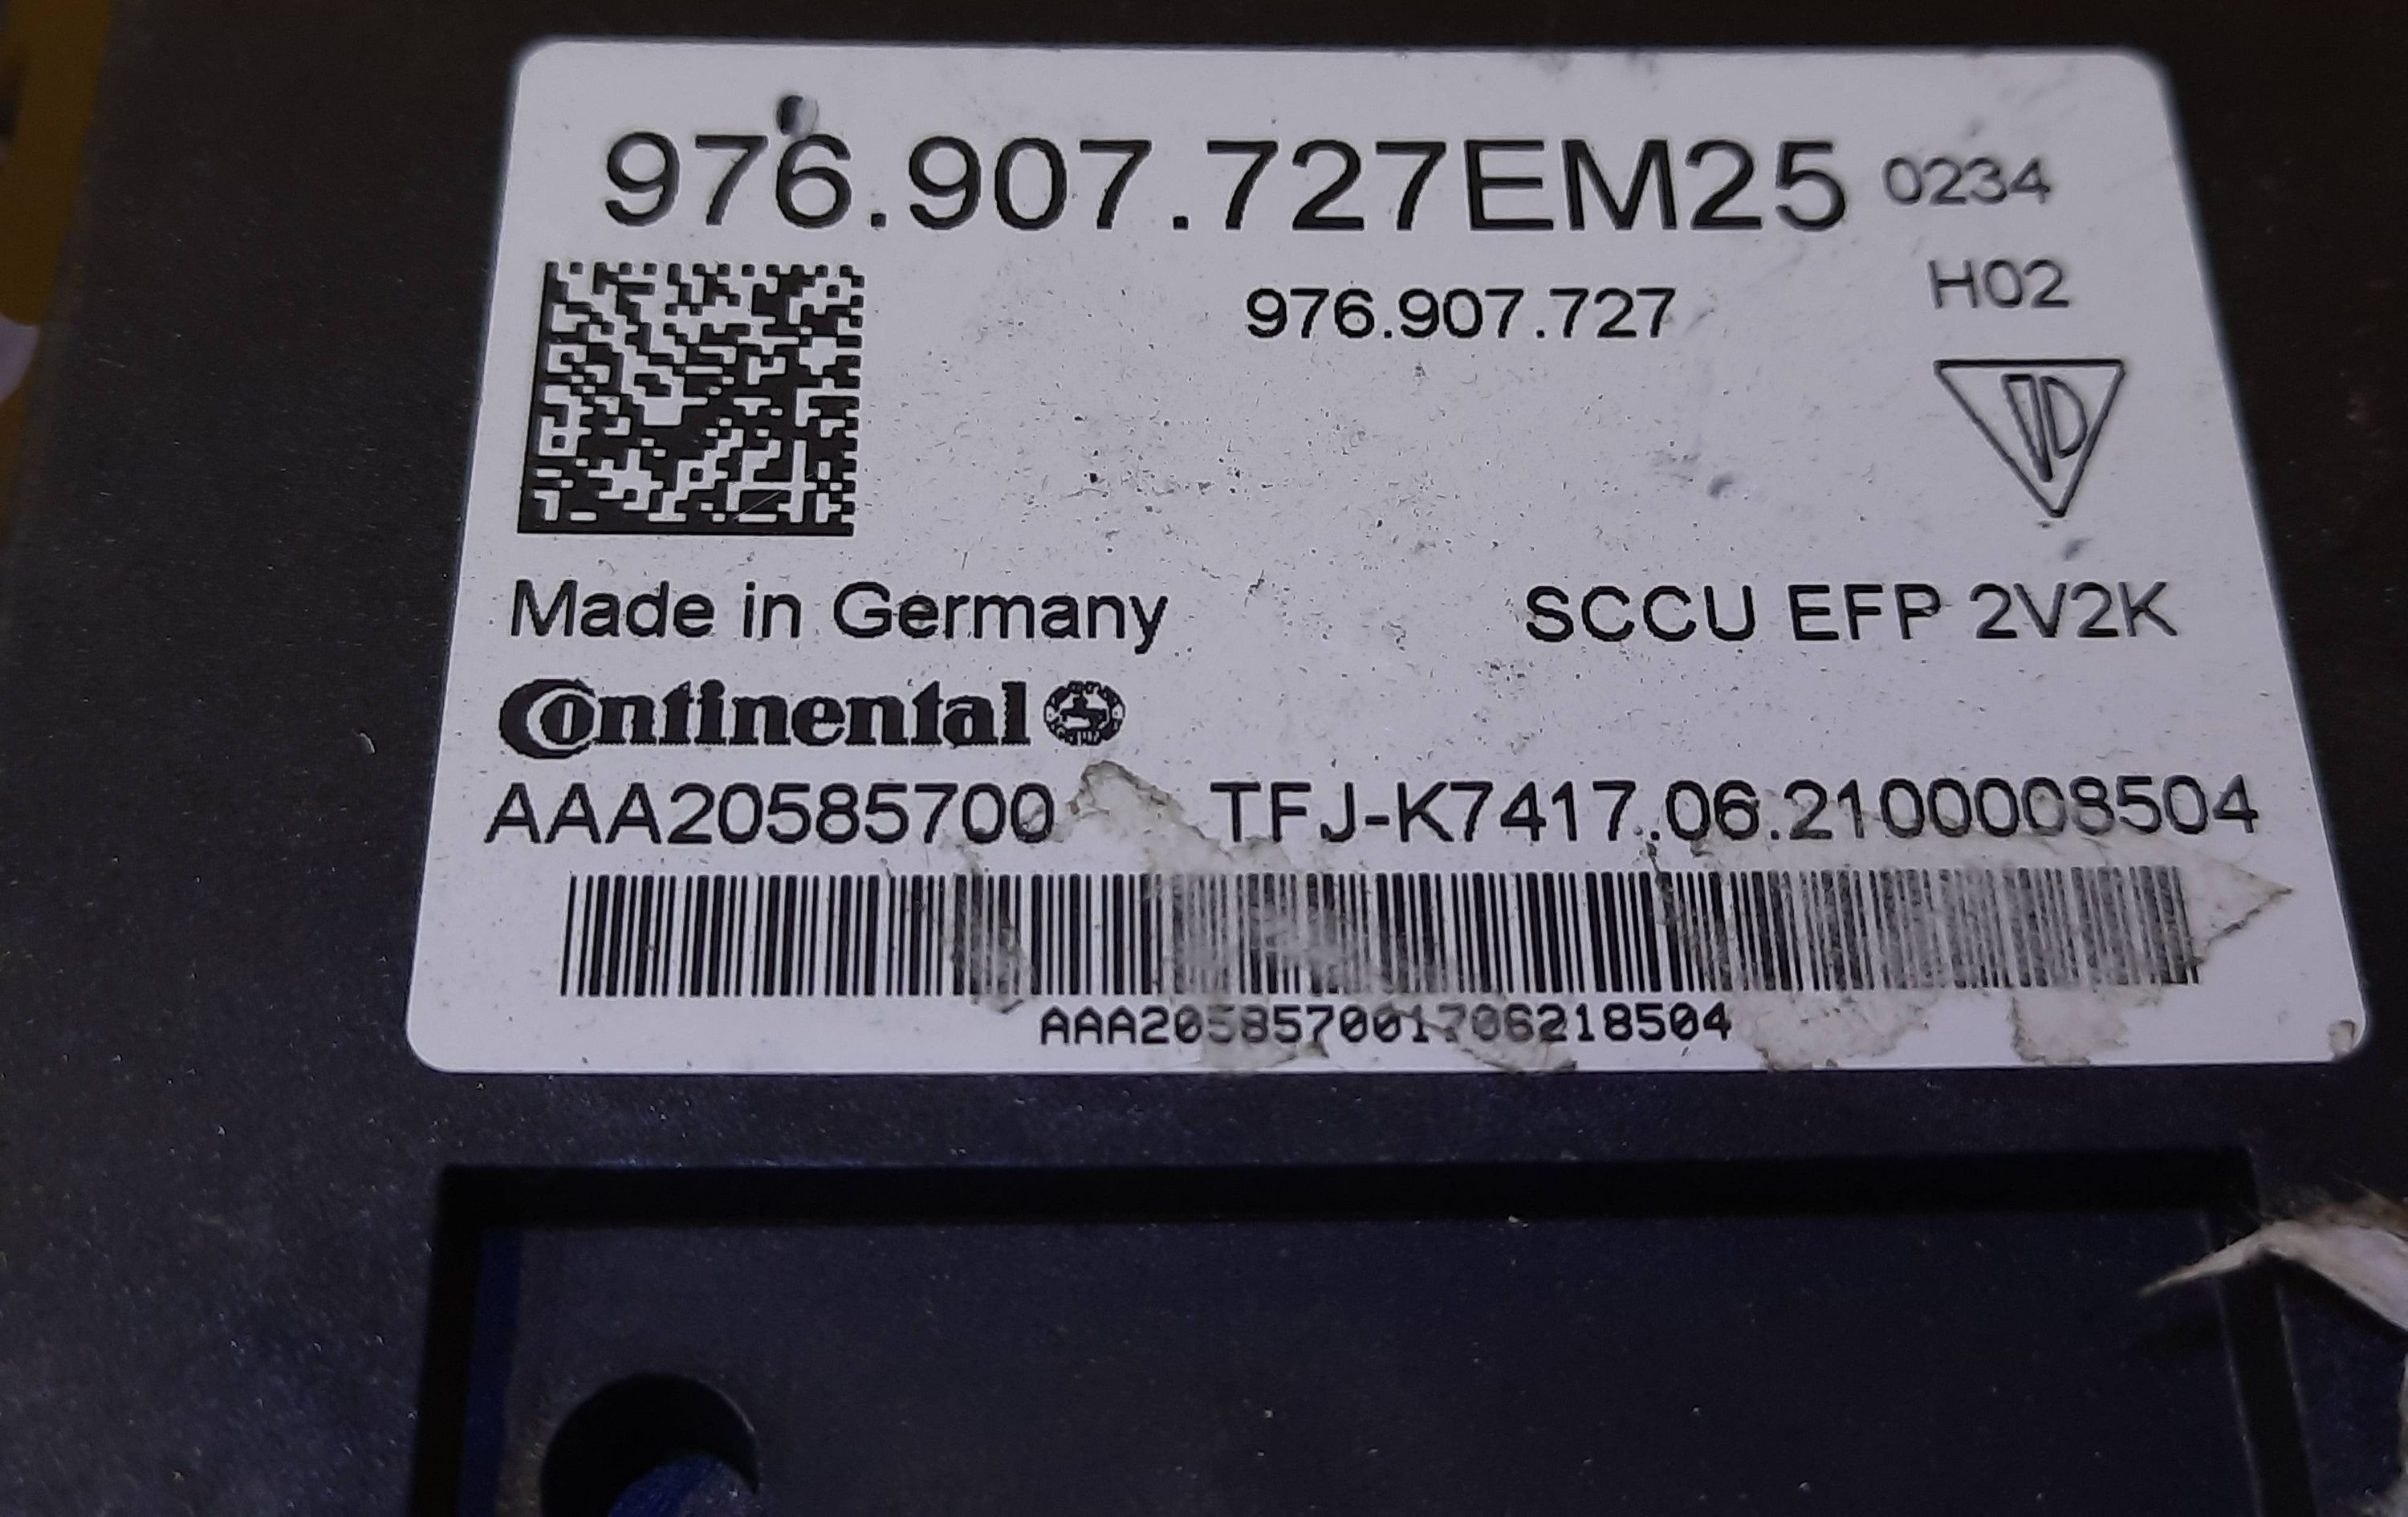 976.907.727EM25 0234
976.907.727 H02
Made in Germany SCCU EFP 2V2K
Continental
AAA20585700 TFJ-K7417.06.2100008504
AAA205857001706218504